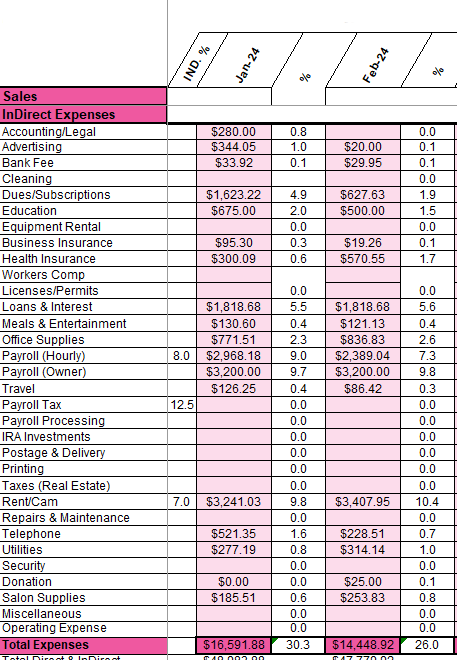 IND. % Jan-24 % Feb-24 %
Sales
InDirect Expenses
Accounting/Legal $280.00 0.8 0.0
Advertising $344.05 1.0 $20.00 0.1
Bank Fee $33.92 0.1 $29.95 0.1
Cleaning 0.0
Dues/Subscriptions $1,623.22 4.9 $627.63 1.9
Education $675.00 2.0 $500.00 1.5
Equipment Rental 0.0 0.0
Business Insurance $95.30 0.3 $19.26 0.1
Health Insurance $300.09 0.6 $570.55 1.7
Workers Comp
Licenses/Permits 0.0 0.0
Loans & Interest $1,818.68 5.5 $1,818.68 5.6
Meals & Entertainment $130.60 0.4 $121.13 0.4
Office Supplies $771.51 2.3 $836.83 2.6
Payroll (Hourly) 8.0 $2,968.18 9.0 $2,389.04 7.3
Payroll (Owner) $3,200.00 9.7 $3,200.00 9.8
Travel $126.25 0.4 $86.42 0.3
Payroll Tax 12.5 0.0 0.0
Payroll Processing 0.0 0.0
IRA Investments 0.0 0.0
Postage & Delivery 0.0 0.0
Printing 0.0 0.0
Taxes (Real Estate) 0.0 0.0
Rent/Cam 7.0 $3,241.03 9.8 $3,407.95 10.4
Repairs & Maintenance 0.0 0.0
Telephone $521.35 1.6 $228.51 0.7
Utilities $277.19 0.8 $314.14 1.0
Security 0.0 0.0
Donation $0.00 0.0 $25.00 0.1
Salon Supplies $185.51 0.6 $253.83 0.8
Miscellaneous 0.0 0.0
Operating Expense 0.0 0.0
Total Expenses $16,591.88 30.3 $14,448.92 26.0